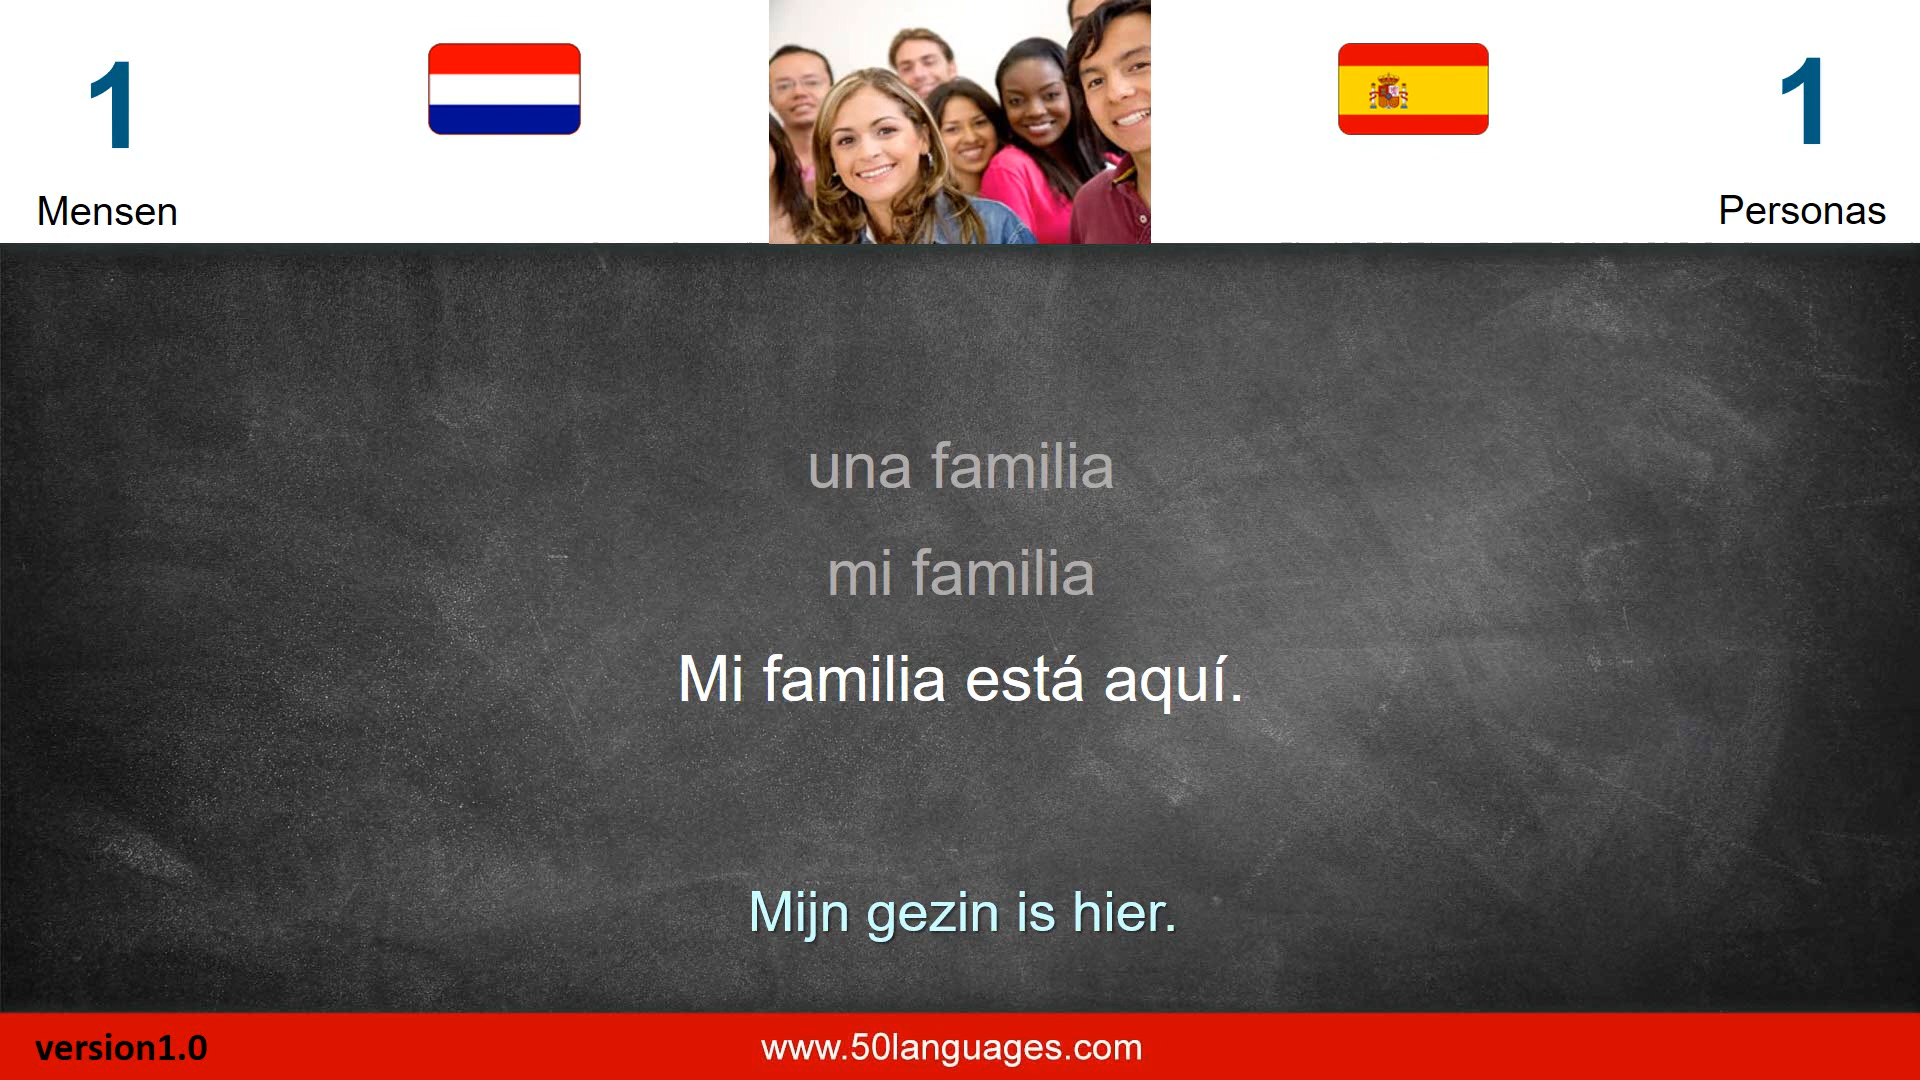 1
1
Mensen
Personas
una familia
mi familia
Mi familia está aquí.
Mijn gezin is hier.
version1.0
www.50languages.com